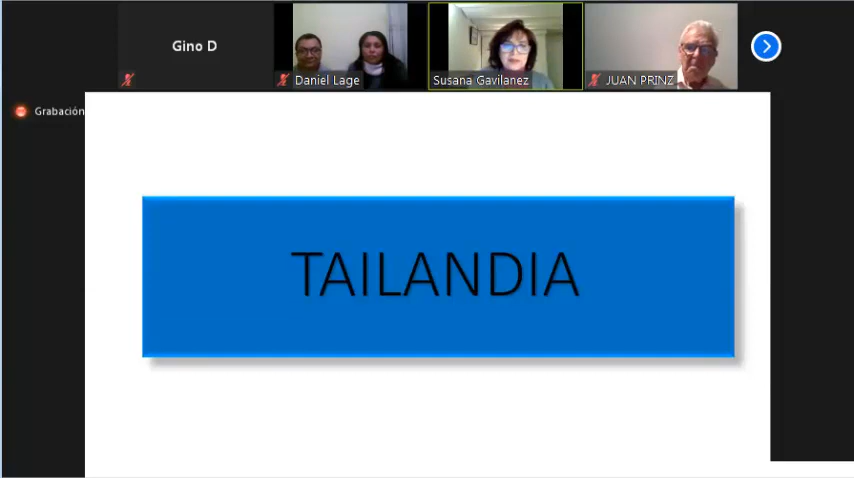 Gino D
Daniel Lage
Susana Gavilanez
JUAN PRINZ
Grabación
TAILANDIA